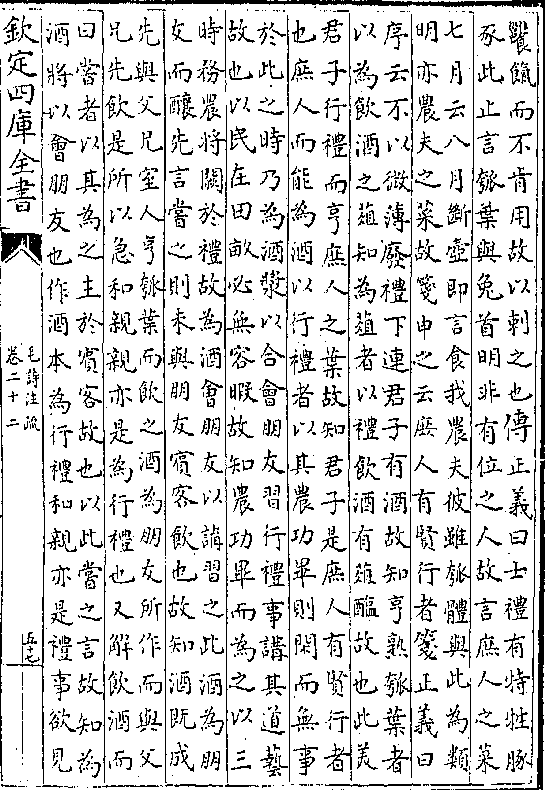 饔餼而不肯用故以刺之也傳正義曰士禮有特牲豚
豕此止言瓠葉與兔首明非有位之人故言庶人之菜
七月云八月斷壺即言食我農夫彼雖瓠體與此為類
明亦農夫之菜故箋申之云庶人有賢行者箋正義曰
序云不以微薄廢禮下連君子有酒故知亨熟瓠葉者
以為飲酒之葅知為葅者以禮飲酒有葅醢故也此美
君子行禮而亨庶人之葉故知君子是庶人有賢行者
也庶人而能為酒以行禮者以其農功畢則閒而無事
於此之時乃為酒漿以合會朋友習行禮事講其道藝
故也以民在田畝必無容暇故知農功畢而為之以三
時務農將闕於禮故為酒會朋友以講習之此酒為朋
友而釀先言嘗之則未與朋友賓客飲也故知酒既成
先與父兄室人亨瓠葉而飲之酒為朋友所作而與父
兄先飲是所以急和親親亦是為行禮也又解飲酒而
曰嘗者以其為之主於賓客故也以此嘗之言故知為
酒將以會朋友也作酒本為行禮和親亦是禮事欲見
欽定四庫全書
毛詩注疏
卷二十二
五十七